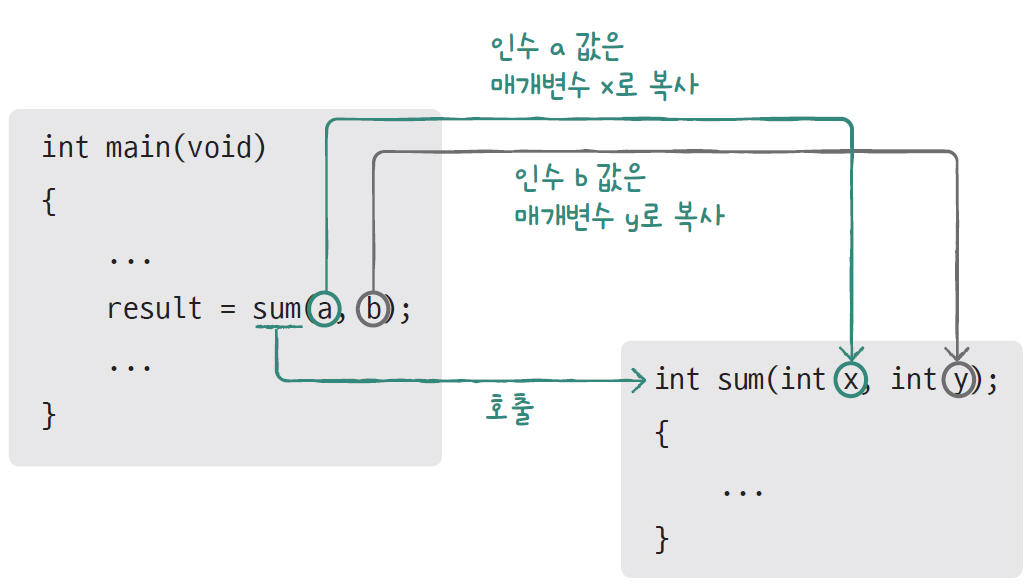 인수 a 값은
매개변수 x로 복사
int main(void)
{
인수 b 값은
매개변수 y로 복사
...
result = sum(a, b);
...
}
호출
int sum(int x, int y);
{
...
}